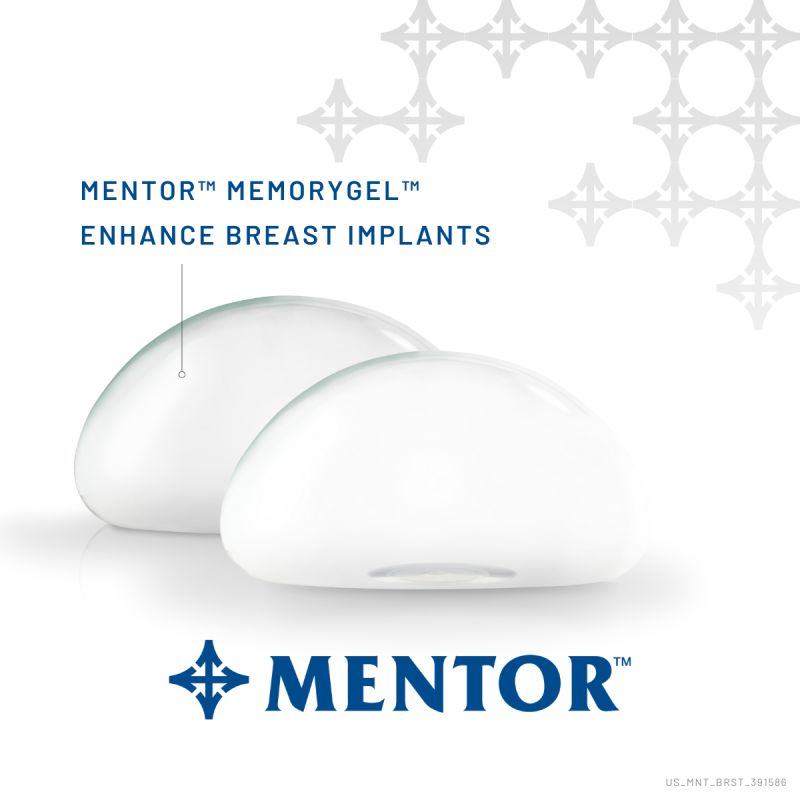 MENTOR™ MEMORYGEL™
ENHANCE BREAST IMPLANTS
MENTOR™
US_MNT_BRST_391586